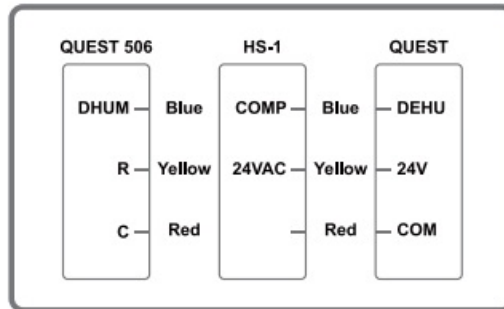 QUEST 506 HS-1 QUEST
DHUM Blue COMP Blue DEHU
R Yellow 24VAC Yellow 24V
C Red Red COM